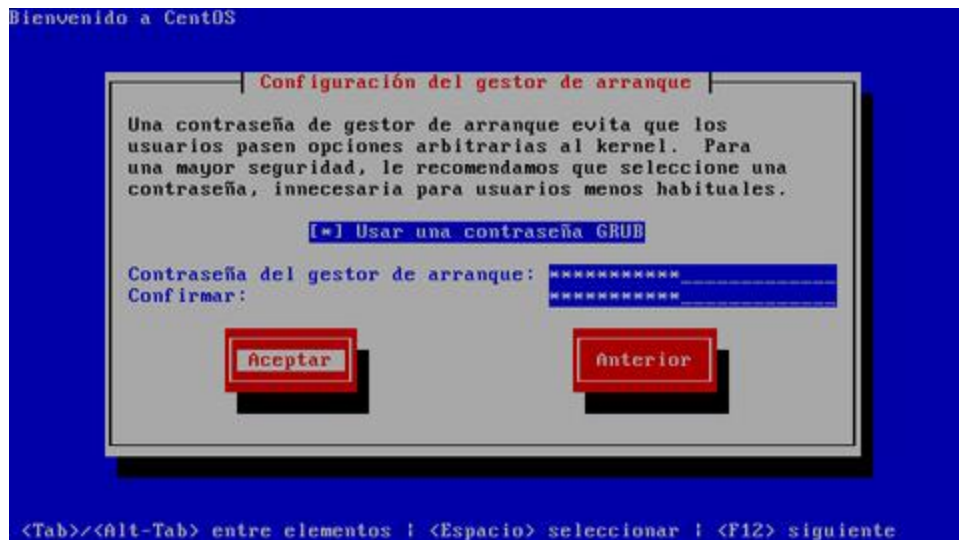 Bienvenido a CentOS
Configuración del gestor de arranque
Una contraseña de gestor de arranque evita que los
usuarios pasen opciones arbitrarias al kernel.  Para
una mayor seguridad, le recomendamos que seleccione una
contraseña, innecesaria para usuarios menos habituales.
[*] Usar una contraseña GRUB
Contraseña del gestor de arranque: ***********_____________
Confirmar: ***********_____________
Aceptar Anterior
<Tab>/<Alt-Tab> entre elementos | <Espacio> seleccionar | <F12> siguiente